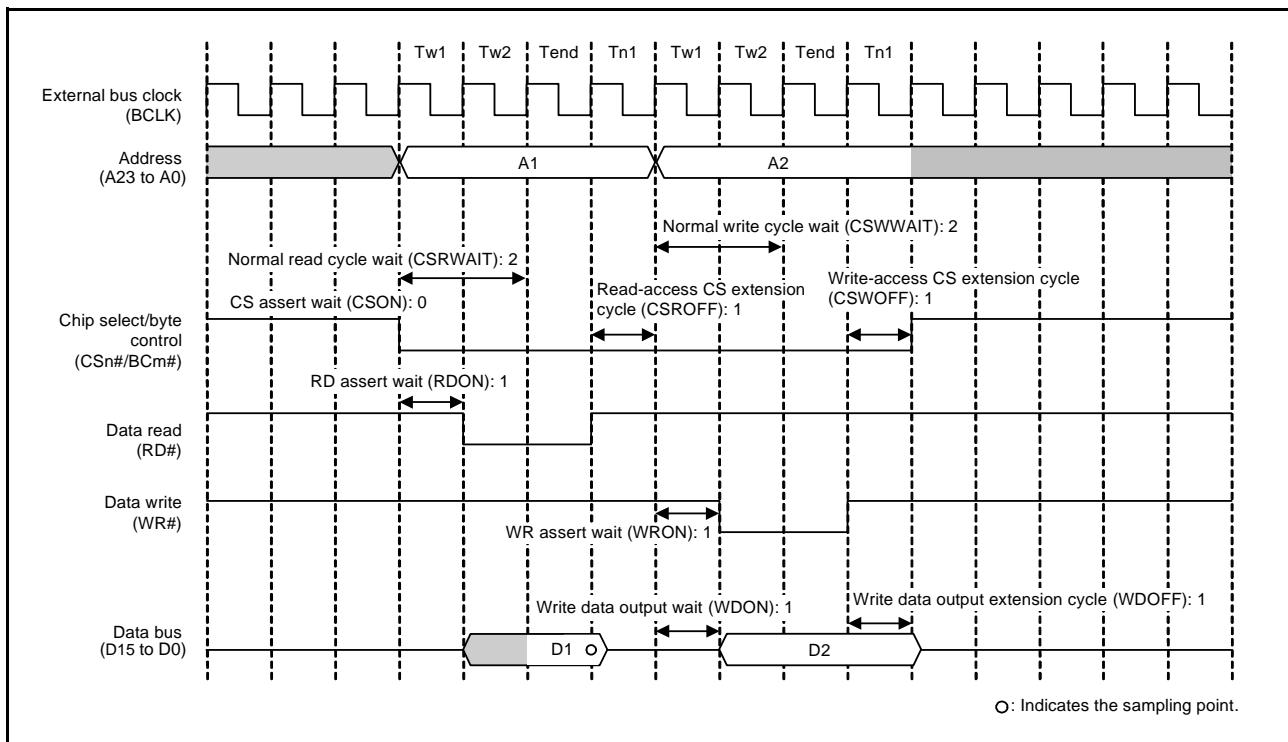 Tw1 Tw2 Tend Tn1 Tw1 Tw2 Tend Tn1
External bus clock
(BCLK)
Address
(A23 to A0)
A1
A2
Normal write cycle wait (CSWWAIT): 2
Normal read cycle wait (CSRWAIT): 2
Read-access CS extension
cycle (CSROFF): 1
Write-access CS extension cycle
(CSWOFF): 1
CS assert wait (CSON): 0
Chip select/byte
control
(CSn#/BCm#)
RD assert wait (RDON): 1
Data read
(RD#)
Data write
(WR#)
WR assert wait (WRON): 1
Write data output wait (WDON): 1
Write data output extension cycle (WDOFF): 1
Data bus
(D15 to D0)
D1
D2
: Indicates the sampling point.